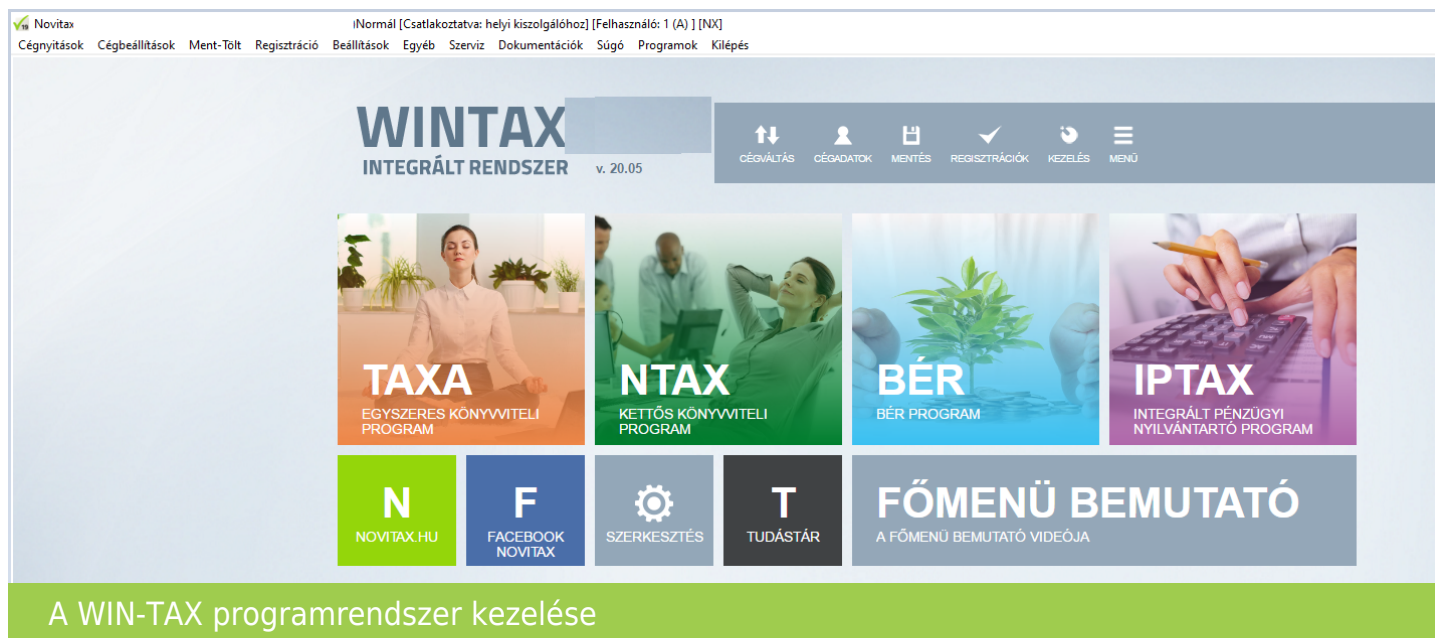 Novitax Normál [Csatlakoztatva: helyi kiszolgálóhoz] [Felhasználó: 1 (A) ] [NX]
Cégnyitások Cégbeállítások Ment-Tölt Regisztráció Beállítások Egyéb Szerviz Dokumentációk Súgó Programok Kilépés
WINTAX
INTEGRÁLT RENDSZER v. 20.05
CÉGVÁLTÁS CÉGADATOK MENTÉS REGISZTRÁCIÓK KEZELÉS MENÜ
TAXA
EGYSZERES KÖNYVVITELI
PROGRAM
NTAX
KETTŐS KÖNYVVITELI
PROGRAM
BÉR
BÉR PROGRAM
IPTAX
INTEGRÁLT PÉNZÜGYI
NYILVÁNTARTÓ PROGRAM
N
NOVITAX.HU
F
FACEBOOK
NOVITAX
SZERKESZTÉS
T
TUDÁSTÁR
FŐMENÜ BEMUTATÓ
A FŐMENÜ BEMUTATÓ VIDEÓJA
A WIN-TAX programrendszer kezelése